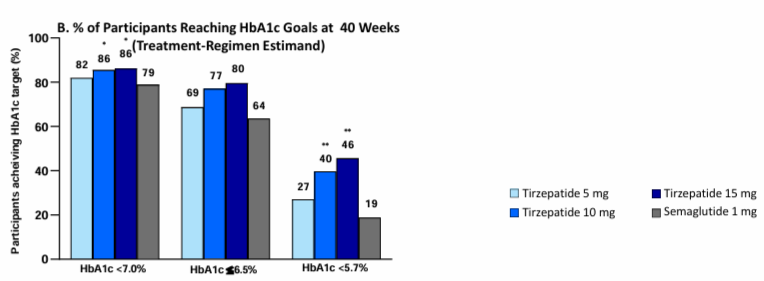 B. % of Participants Reaching HbA1c Goals at 40 Weeks
(Treatment-Regimen Estimand)
Participants acheiving HbA1c target (%)
100
80
60
40
20
0
82
*
86
*
86
79
69
77
80
64
27
**
40
**
46
19
HbA1c <7.0%
HbA1c ≤6.5%
HbA1c <5.7%
Tirzepatide 5 mg
Tirzepatide 15 mg
Tirzepatide 10 mg
Semaglutide 1 mg